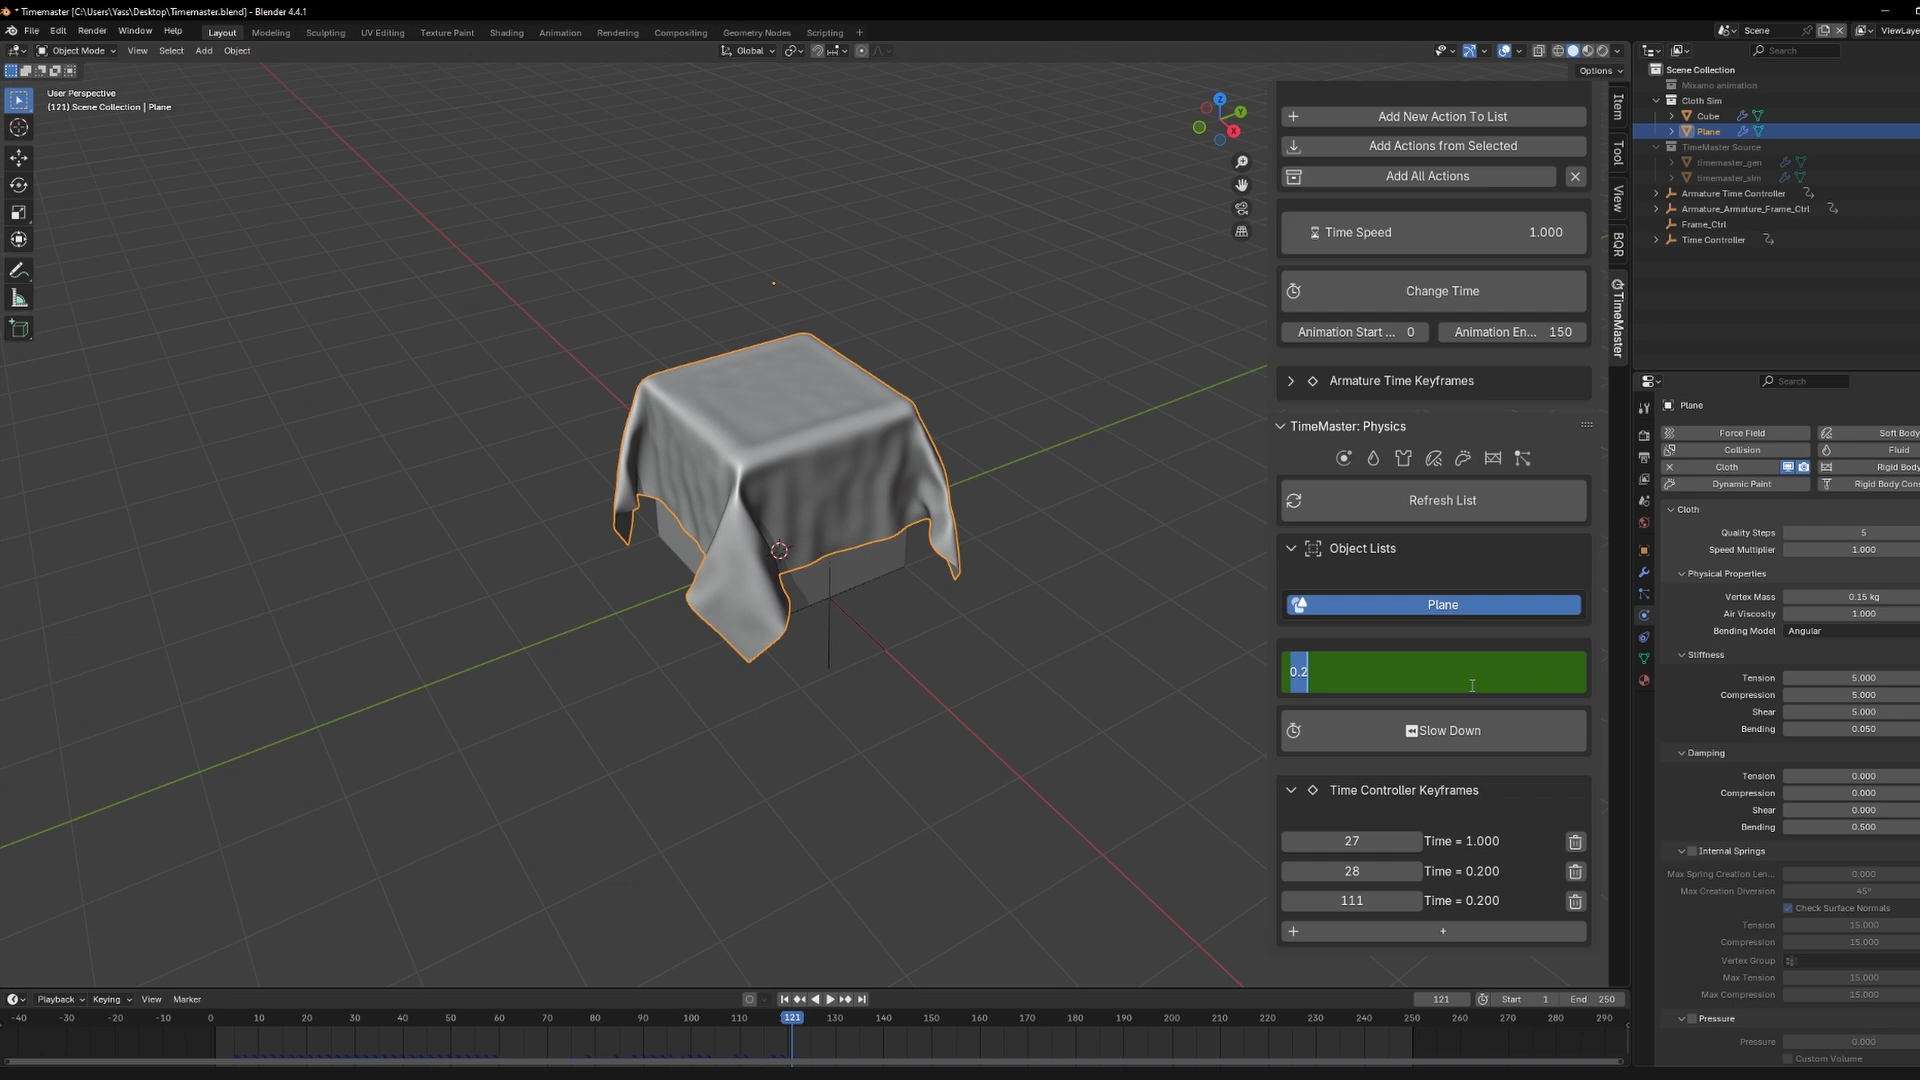 * Timemaster [C:\Users\Yass\Desktop\Timemaster.blend] - Blender 4.4.1
File Edit Render Window Help Layout Modeling Sculpting UV Editing Texture Paint Shading Animation Rendering Compositing Geometry Nodes Scripting + Scene ViewLaye
Object Mode View Select Add Object Global Search
Options
User Perspective
(121) Scene Collection | Plane
Z
Y
X
Add New Action To List
Add Actions from Selected
Add All Actions
Time Speed 1.000
Change Time
Animation Start ... 0 Animation En... 150
Armature Time Keyframes
TimeMaster: Physics
Refresh List
Object Lists
Plane
0.2
Slow Down
Time Controller Keyframes
27 Time = 1.000
28 Time = 0.200
111 Time = 0.200
+ +
Item
Tool
View
BQR
TimeMaster
Scene Collection
Mixamo animation
Cloth Sim
Cube
Plane
TimeMaster Source
timemaster_gen
timemaster_sim
Armature Time Controller
Armature_Armature_Frame_Ctrl
Frame_Ctrl
Time Controller
Search
Plane
Force Field Soft Body
Collision Fluid
Cloth Rigid Body
Dynamic Paint Rigid Body Cons
Cloth
Quality Steps 5
Speed Multiplier 1.000
Physical Properties
Vertex Mass 0.15 kg
Air Viscosity 1.000
Bending Model Angular
Stiffness
Tension 5.000
Compression 5.000
Shear 5.000
Bending 0.050
Damping
Tension 0.000
Compression 0.000
Shear 0.000
Bending 0.500
Internal Springs
Max Spring Creation Len... 0.000
Max Creation Diversion 45°
Check Surface Normals
Tension 15.000
Compression 15.000
Vertex Group
Max Tension 15.000
Max Compression 15.000
Pressure
Pressure 0.000
Custom Volume
Playback Keying View Marker 121 Start 1 End 250
-40 -30 -20 -10 0 10 20 30 40 50 60 70 80 90 100 110 121 130 140 150 160 170 180 190 200 210 220 230 240 250 260 270 280 290